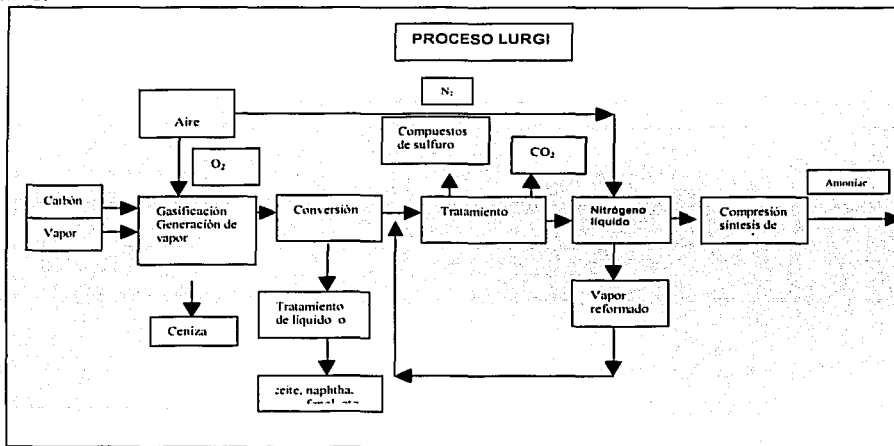 PROCESO LURGI
N₂
Aire
Compuestos
de sulfuro
CO₂
O₂
Amoniac
Carbón
Vapor
Gasificación
Generación de
vapor
Conversión
Tratamiento
Nitrógeno
líquido
Compresión
síntesis de
Vapor
reformado
Ceniza
Tratamiento
de líquido o
ceite, naphtha,